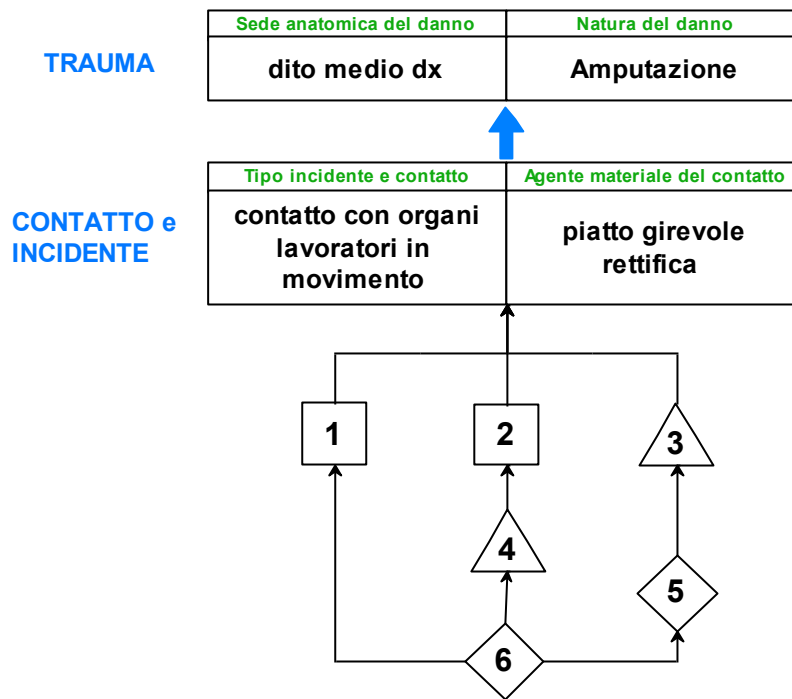 Sede anatomica del danno
Natura del danno
TRAUMA
dito medio dx
Amputazione
Tipo incidente e contatto
Agente materiale del contatto
CONTATTO e
INCIDENTE
contatto con organi
lavoratori in
movimento
piatto girevole
rettifica
1
2
3
4
5
6